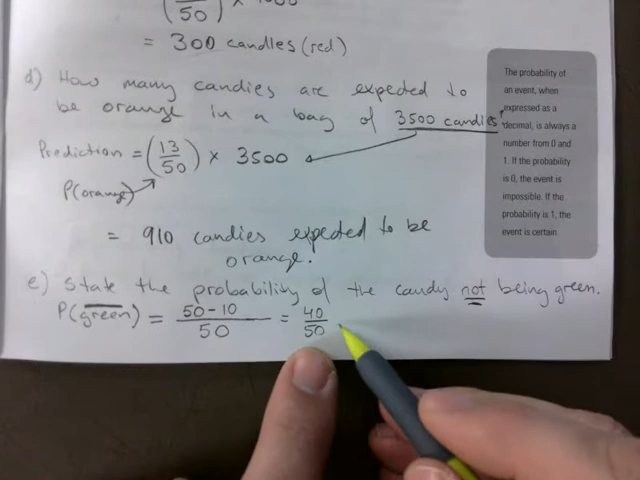 50
= 300 candles (red)
d) How many candies are expected to
be orange in a bag of 3500 candies?
Prediction = (13/50) × 3500
P(orange)
= 910 candies expected to be
orange.
e) State the probability of the candy not being green.
P(green) = 50-10/50 = 40/50
The probability of
an event, when
expressed as a
decimal, is always a
number from 0 and
1. If the probability
is 0, the event is
impossible. If the
probability is 1, the
event is certain.